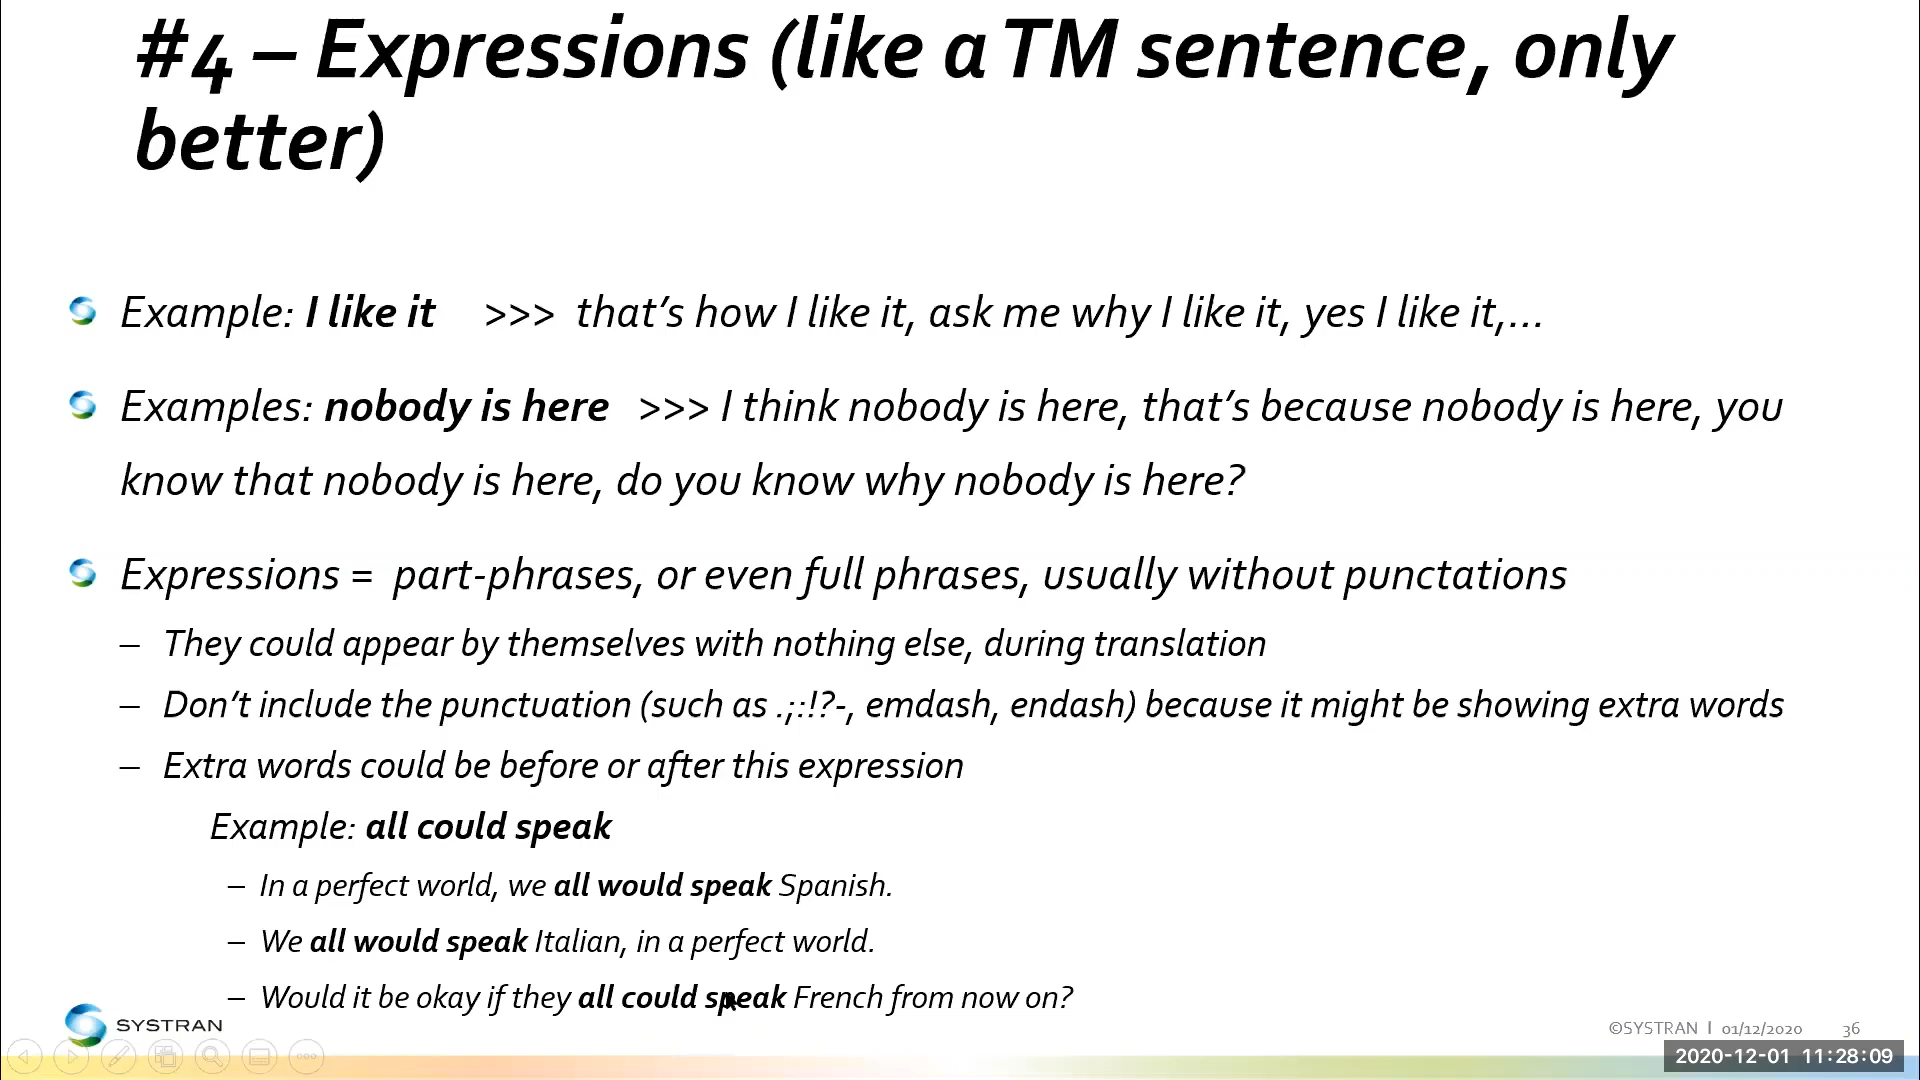 #4 – Expressions (like a TM sentence, only
better)
Example: I like it >>> that’s how I like it, ask me why I like it, yes I like it,…
Examples: nobody is here >>> I think nobody is here, that’s because nobody is here, you
know that nobody is here, do you know why nobody is here?
Expressions = part-phrases, or even full phrases, usually without punctations
– They could appear by themselves with nothing else, during translation
– Don’t include the punctuation (such as .;:!?-, emdash, endash) because it might be showing extra words
– Extra words could be before or after this expression
Example: all could speak
– In a perfect world, we all would speak Spanish.
– We all would speak Italian, in a perfect world.
– Would it be okay if they all could speak French from now on?
SYSTRAN
©SYSTRAN I 01/12/2020 36
2020-12-01 11:28:09